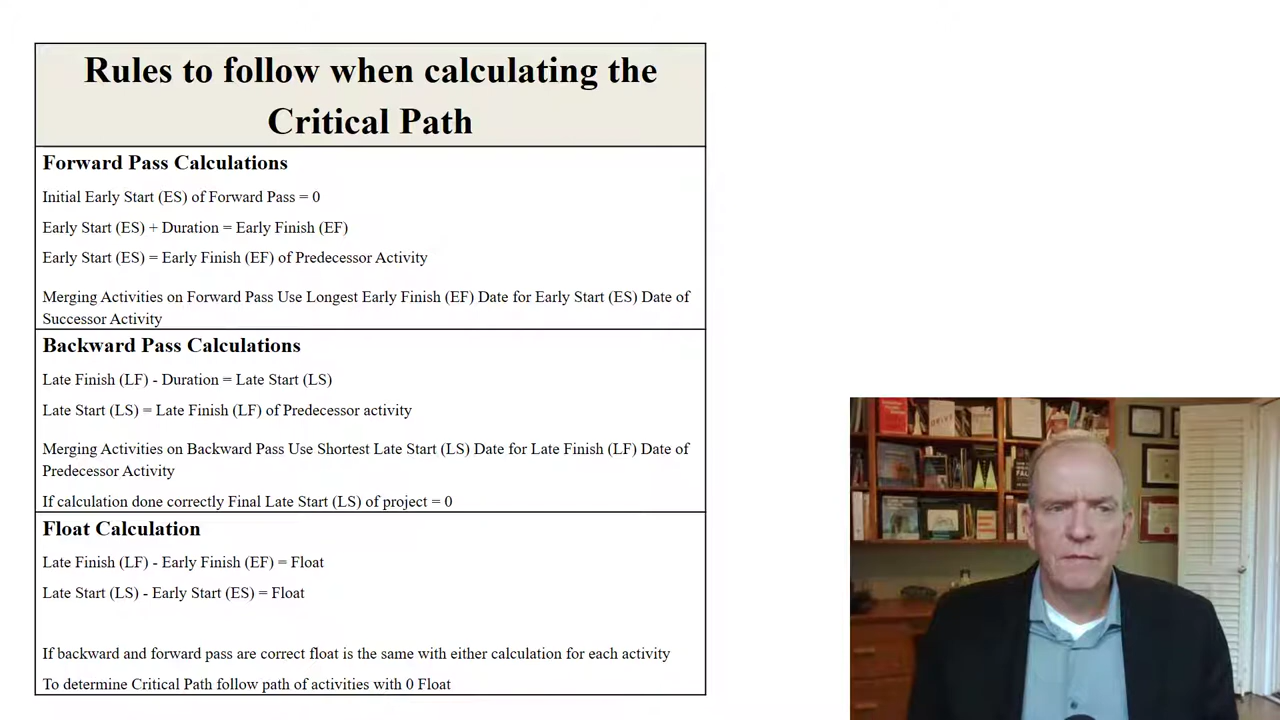 Rules to follow when calculating the
Critical Path
Forward Pass Calculations
Initial Early Start (ES) of Forward Pass = 0
Early Start (ES) + Duration = Early Finish (EF)
Early Start (ES) = Early Finish (EF) of Predecessor Activity
Merging Activities on Forward Pass Use Longest Early Finish (EF) Date for Early Start (ES) Date of
Successor Activity
Backward Pass Calculations
Late Finish (LF) - Duration = Late Start (LS)
Late Start (LS) = Late Finish (LF) of Predecessor activity
Merging Activities on Backward Pass Use Shortest Late Start (LS) Date for Late Finish (LF) Date of
Predecessor Activity
If calculation done correctly Final Late Start (LS) of project = 0
Float Calculation
Late Finish (LF) - Early Finish (EF) = Float
Late Start (LS) - Early Start (ES) = Float
If backward and forward pass are correct float is the same with either calculation for each activity
To determine Critical Path follow path of activities with 0 Float